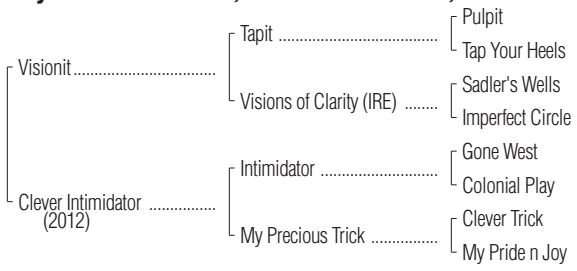 Pulpit
Tapit ......................................
Tap Your Heels
Visionit..................................
Sadler's Wells
Visions of Clarity (IRE) ........
Imperfect Circle
Gone West
Intimidator ............................
Colonial Play
Clever Intimidator ................
(2012)
Clever Trick
My Precious Trick ................
My Pride n Joy